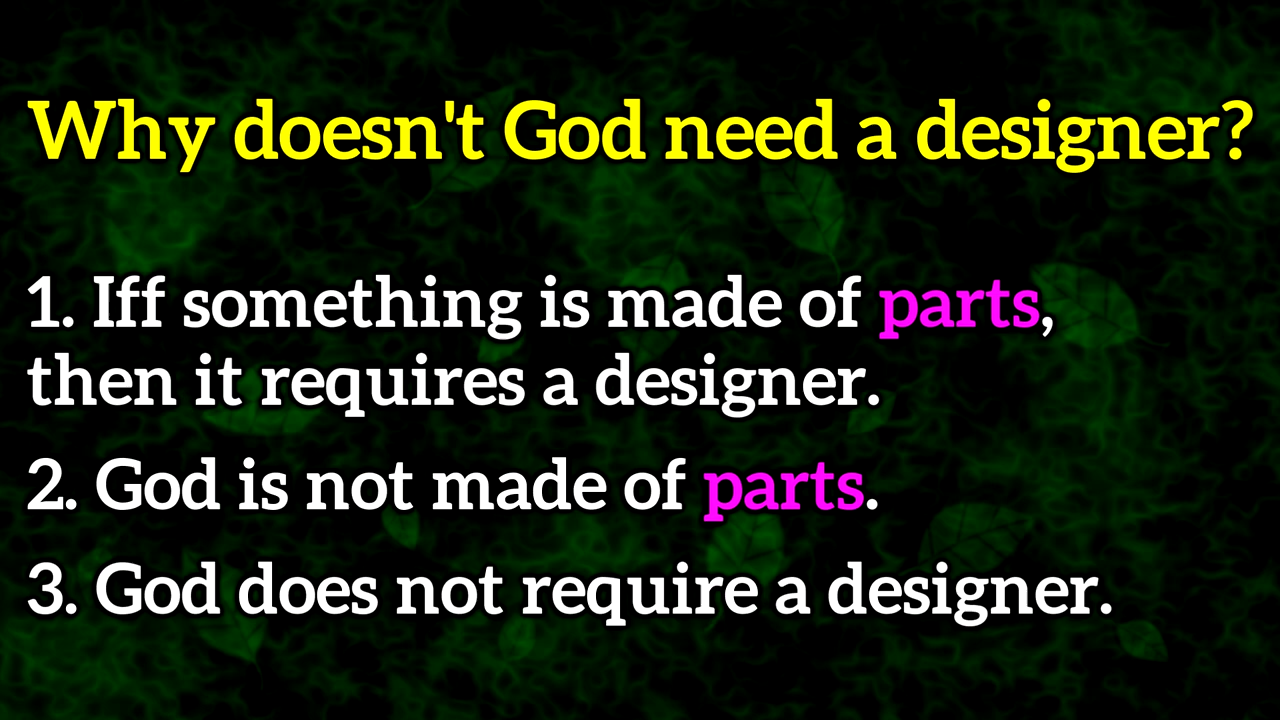 Why doesn't God need a designer?
1. Iff something is made of parts,
then it requires a designer.
2. God is not made of parts.
3. God does not require a designer.